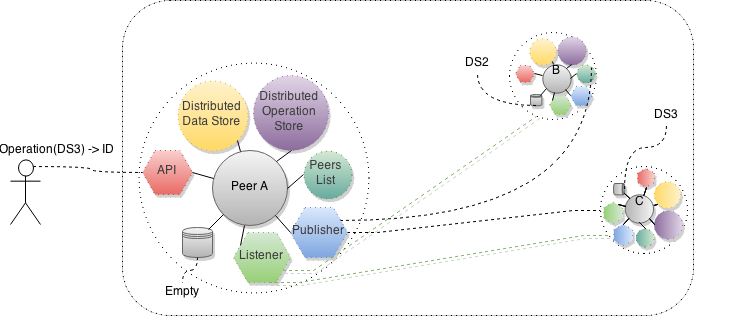 Operation(DS3) -> ID
Distributed
Data Store
Distributed
Operation
Store
API
Peer A
Peers
List
Publisher
Listener
Empty
DS2
B
DS3
C